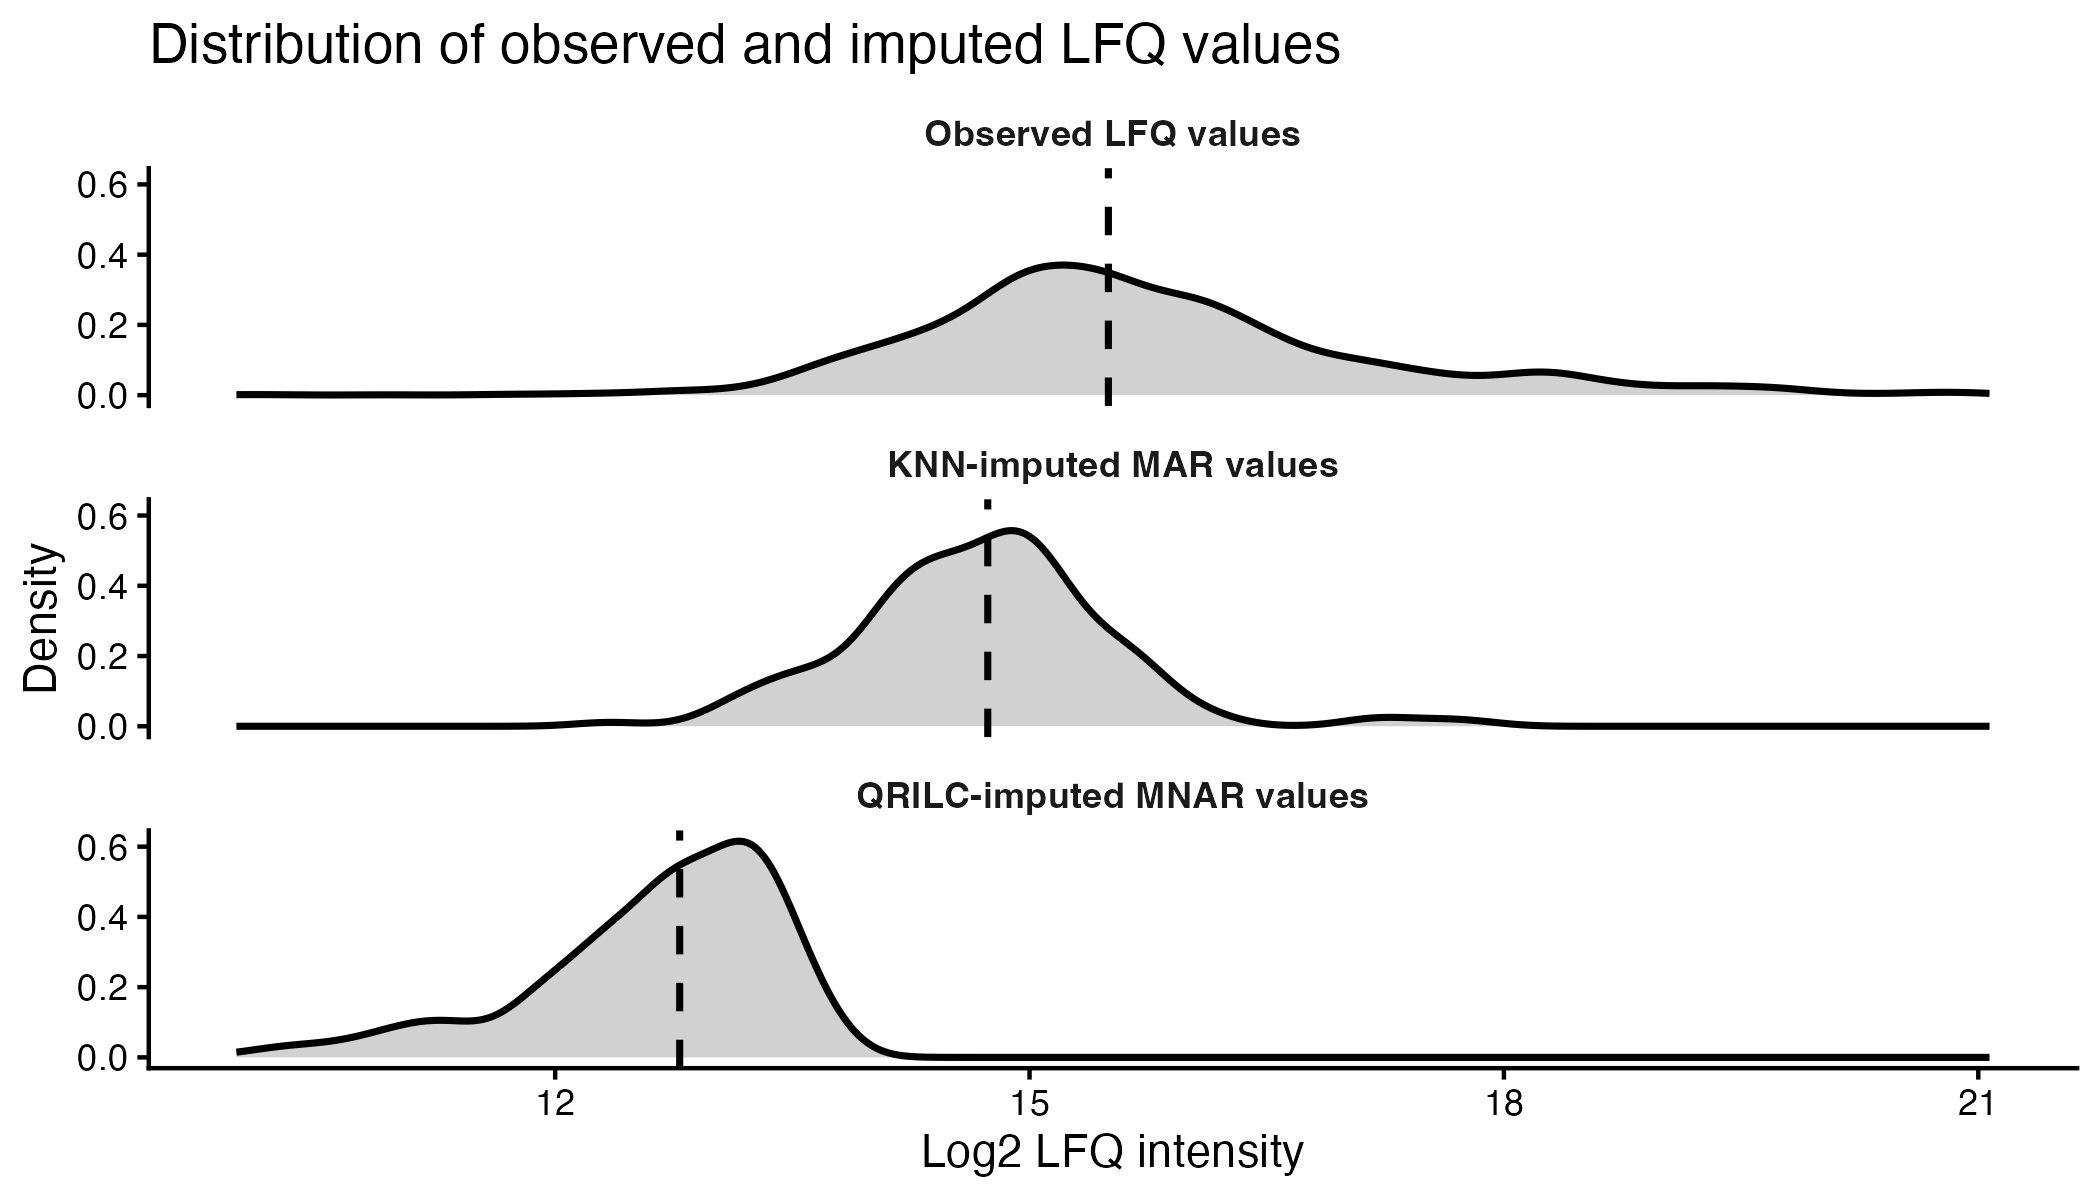 Distribution of observed and imputed LFQ values
Observed LFQ values
0.6
0.4
0.2
0.0
KNN-imputed MAR values
0.6
0.4
0.2
0.0
Density
QRILC-imputed MNAR values
0.6
0.4
0.2
0.0
12 15 18 21
Log2 LFQ intensity